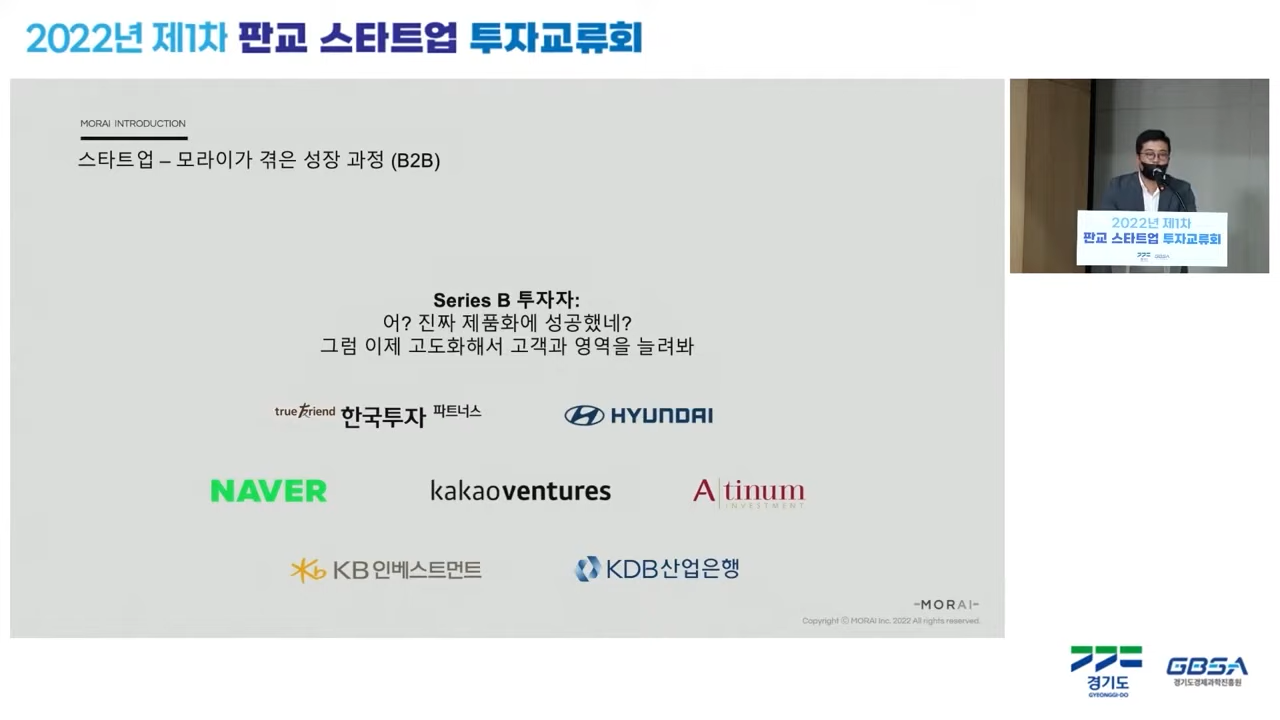 2022년 제1차 판교 스타트업 투자교류회
MORAI INTRODUCTION
스타트업 – 모라이가 겪은 성장 과정 (B2B)
Series B 투자자:
어? 진짜 제품화에 성공했네?
그럼 이제 고도화해서 고객과 영역을 늘려봐
true friend 한국투자 파트너스
HYUNDAI
NAVER
kakaoventures
Atinum
INVESTMENT
KB인베스트먼트
KDB산업은행
-MORAI-
Copyright ⓒ MORAI Inc. 2022 All rights reserved.
2022년 제1차
판교 스타트업 투자교류회
경기도
GBSA
경기도
GYEONGGI-DO
GBSA
경기도경제과학진흥원